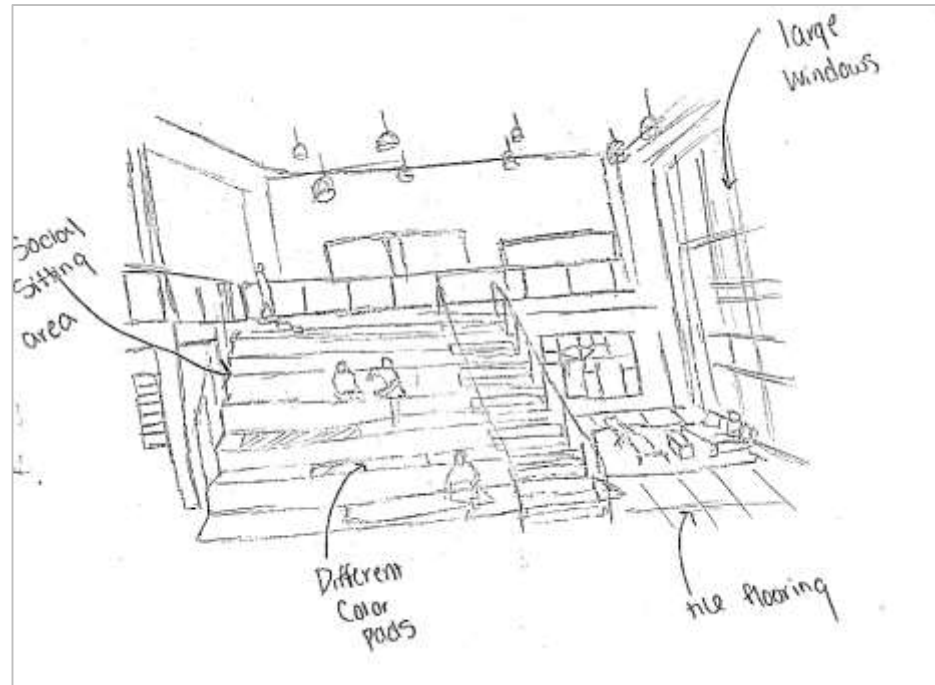 large
windows
Social
Sitting
area
Different
Color
pads
tile flooring